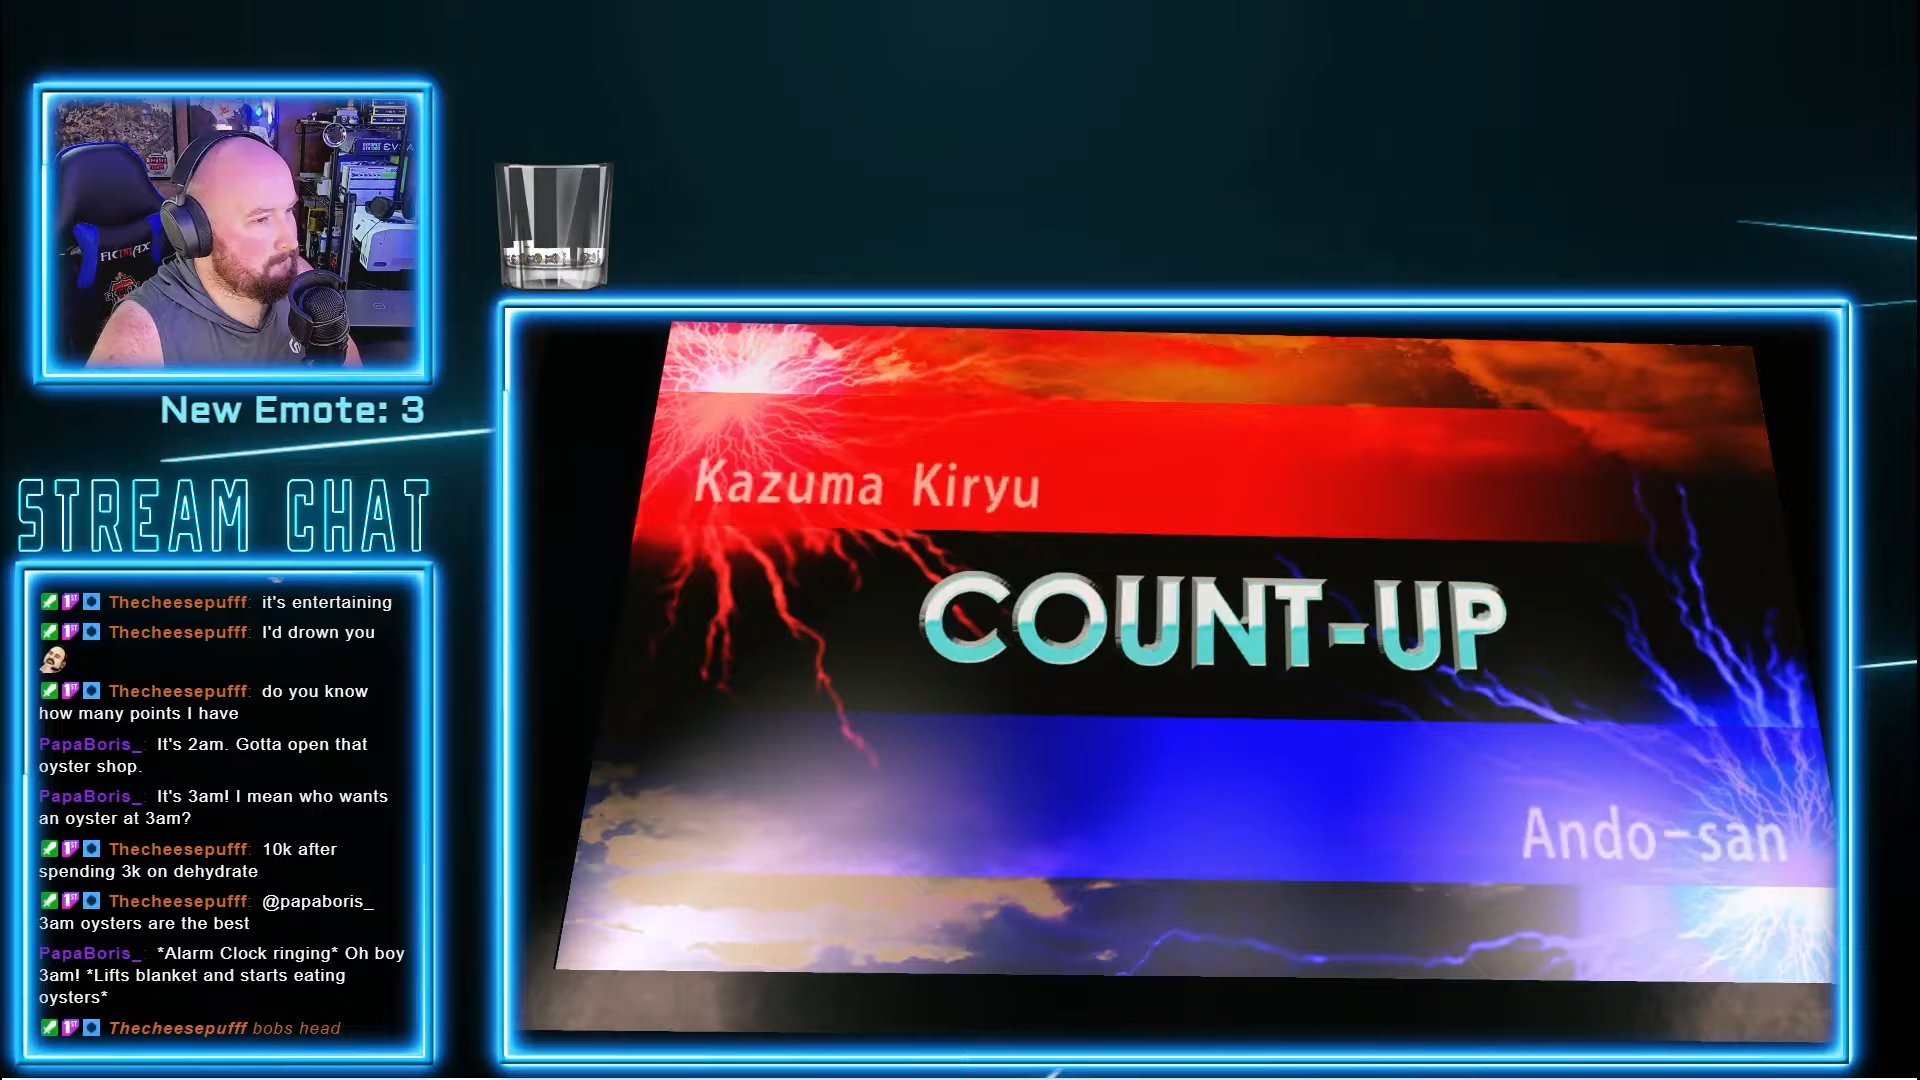 FICMAX
EVGA
New Emote: 3
STREAM CHAT
Thecheesepufff: it's entertaining
Thecheesepufff: I'd drown you
Thecheesepufff: do you know
how many points I have
PapaBoris_: It's 2am. Gotta open that
oyster shop.
PapaBoris_: It's 3am! I mean who wants
an oyster at 3am?
Thecheesepufff: 10k after
spending 3k on dehydrate
Thecheesepufff: @papaboris_
3am oysters are the best
PapaBoris_: *Alarm Clock ringing* Oh boy
3am! *Lifts blanket and starts eating
oysters*
Thecheesepufff bobs head
Kazuma Kiryu
COUNT-UP
Ando-san